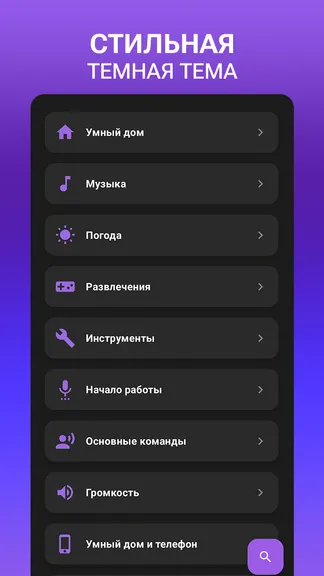 СТИЛЬНАЯ
ТЕМНАЯ ТЕМА
Умный дом
Музыка
Погода
Развлечения
Инструменты
Начало работы
Основные команды
Громкость
Умный дом и телефон